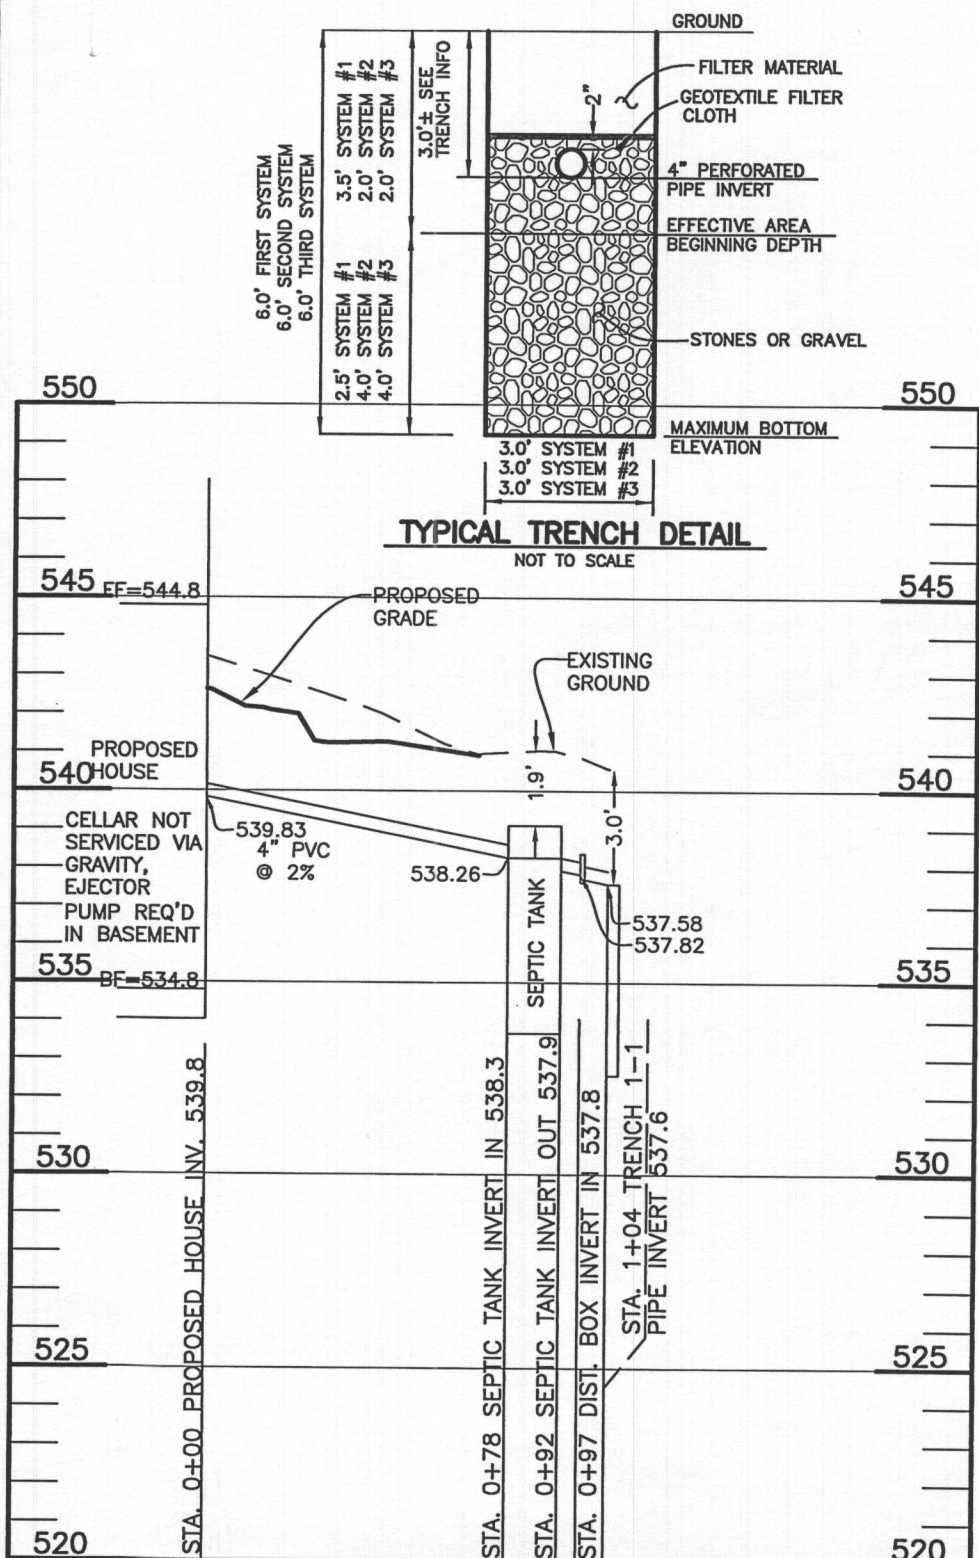 GROUND
FILTER MATERIAL
GEOTEXTILE FILTER
CLOTH
2"
4" PERFORATED
PIPE INVERT
EFFECTIVE AREA
BEGINNING DEPTH
STONES OR GRAVEL
MAXIMUM BOTTOM
ELEVATION
6.0' FIRST SYSTEM
6.0' SECOND SYSTEM
6.0' THIRD SYSTEM
3.5' SYSTEM #1
2.0' SYSTEM #2
2.0' SYSTEM #3
3.0'± SEE
TRENCH INFO
2.5' SYSTEM #1
4.0' SYSTEM #2
4.0' SYSTEM #3
3.0' SYSTEM #1
3.0' SYSTEM #2
3.0' SYSTEM #3
TYPICAL TRENCH DETAIL
NOT TO SCALE
550
550
545
FF=544.8
545
PROPOSED
GRADE
EXISTING
GROUND
PROPOSED
HOUSE
540
540
1.9'
3.0'
CELLAR NOT
SERVICED VIA
GRAVITY,
EJECTOR
PUMP REQ'D
IN BASEMENT
539.83
4" PVC
@ 2%
538.26
SEPTIC TANK
537.58
537.82
535
BF=534.8
535
530
530
525
525
520
520
STA. 0+00 PROPOSED HOUSE INV. 539.8
STA. 0+78 SEPTIC TANK INVERT IN 538.3
STA. 0+92 SEPTIC TANK INVERT OUT 537.9
STA. 0+97 DIST. BOX INVERT IN 537.8
STA. 1+04 TRENCH 1-1
PIPE INVERT 537.6